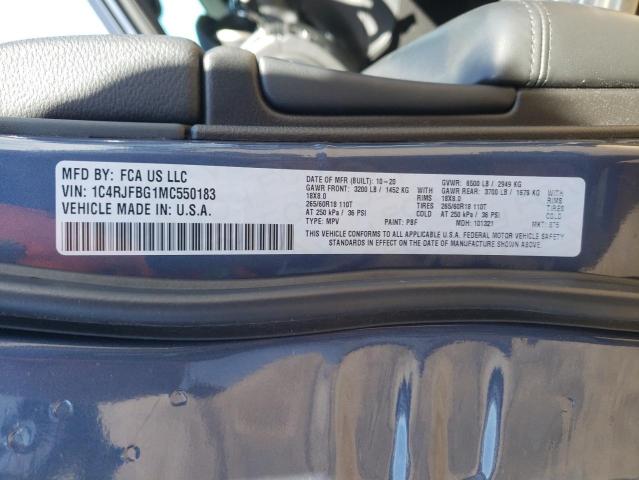 MFD BY: FCA US LLC
VIN: 1C4RJFBG1MC550183
VEHICLE MADE IN: U.S.A.
DATE OF MFR (BUILT): 10-20 GVWR: 6500 LB / 2949 KG
GAWR FRONT: 3200 LB / 1452 KG GAWR REAR: 3700 LB / 1678 KG
18X8.0 RIMS 18X8.0 RIMS
265/60R18 110T TIRES 265/60R18 110T TIRES
AT 250 kPa / 36 PSI COLD AT 250 kPa / 36 PSI COLD
TYPE: MPV PAINT: PBF MDH: 101321 MKT:
THIS VEHICLE CONFORMS TO ALL APPLICABLE U.S.A. FEDERAL MOTOR VEHICLE SAFETY
STANDARDS IN EFFECT ON THE DATE OF MANUFACTURE SHOWN ABOVE.